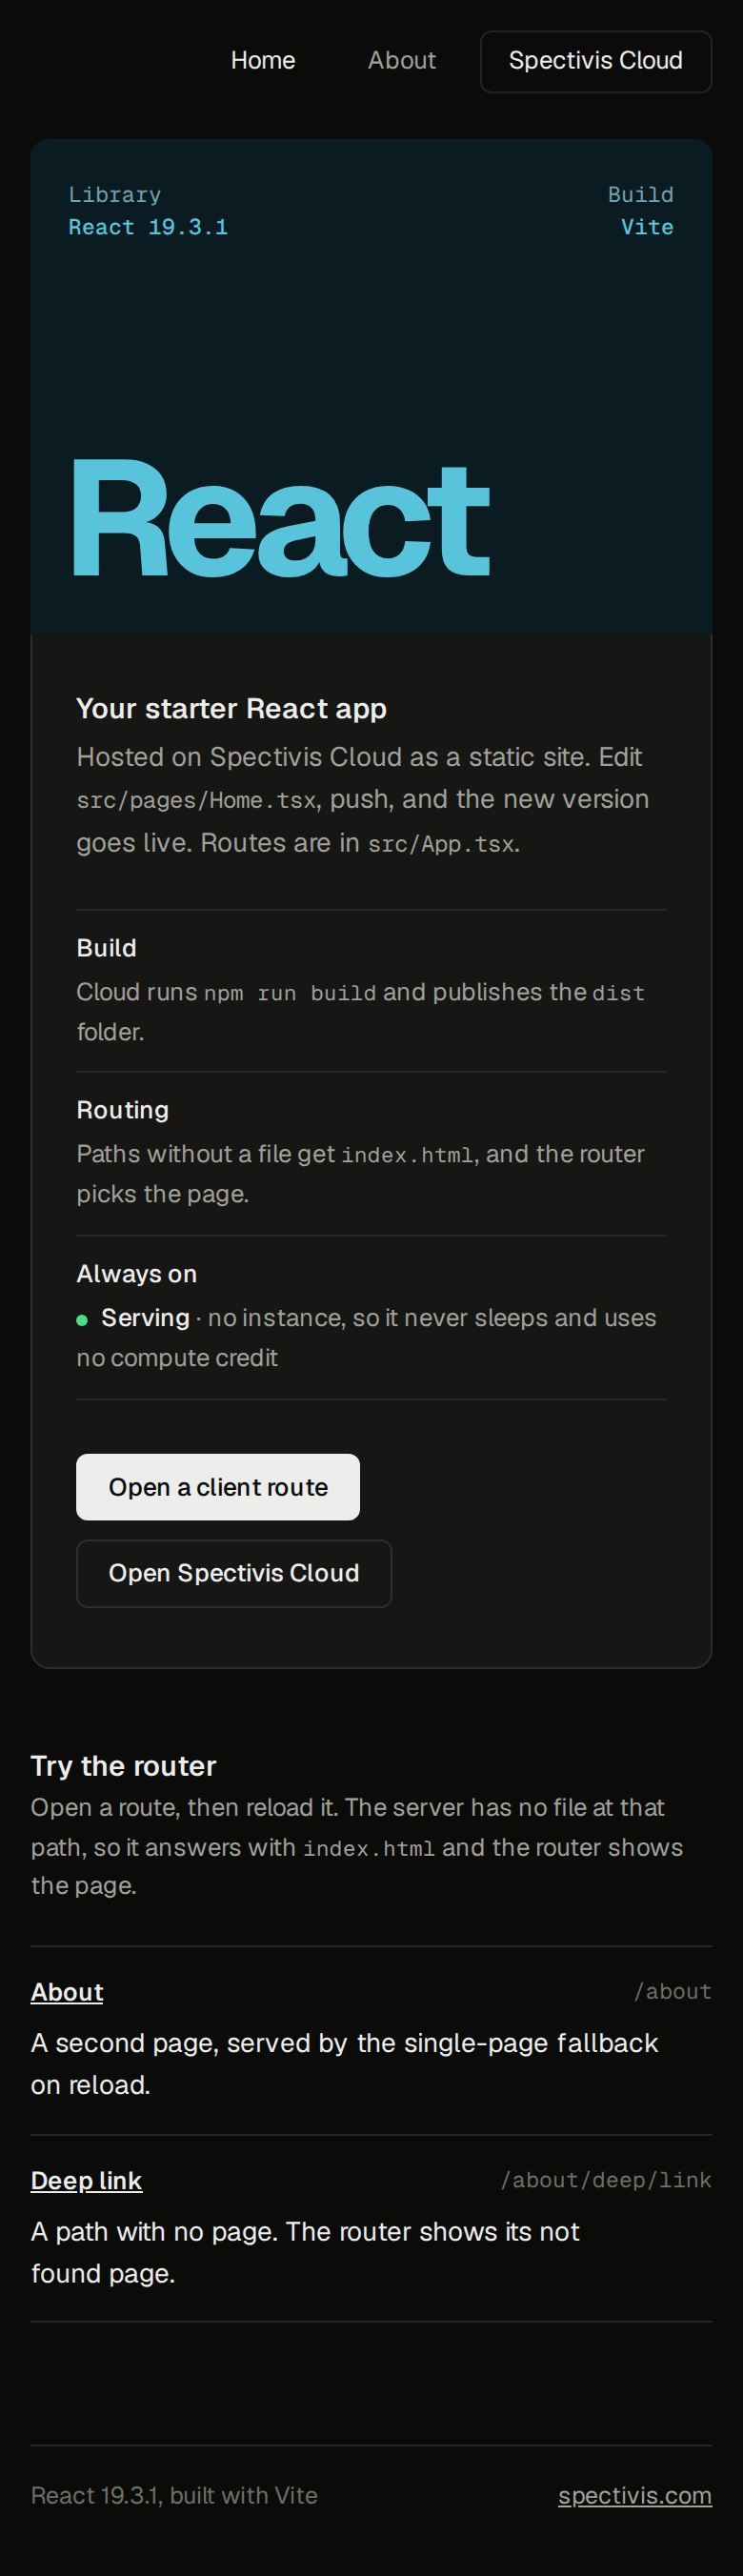 Home About Spectivis Cloud
Library Build
React 19.3.1 Vite
React
Your starter React app
Hosted on Spectivis Cloud as a static site. Edit
src/pages/Home.tsx, push, and the new version
goes live. Routes are in src/App.tsx.
Build
Cloud runs npm run build and publishes the dist
folder.
Routing
Paths without a file get index.html, and the router
picks the page.
Always on
Serving · no instance, so it never sleeps and uses
no compute credit
Open a client route
Open Spectivis Cloud
Try the router
Open a route, then reload it. The server has no file at that
path, so it answers with index.html and the router shows
the page.
About /about
A second page, served by the single-page fallback
on reload.
Deep link /about/deep/link
A path with no page. The router shows its not
found page.
React 19.3.1, built with Vite spectivis.com